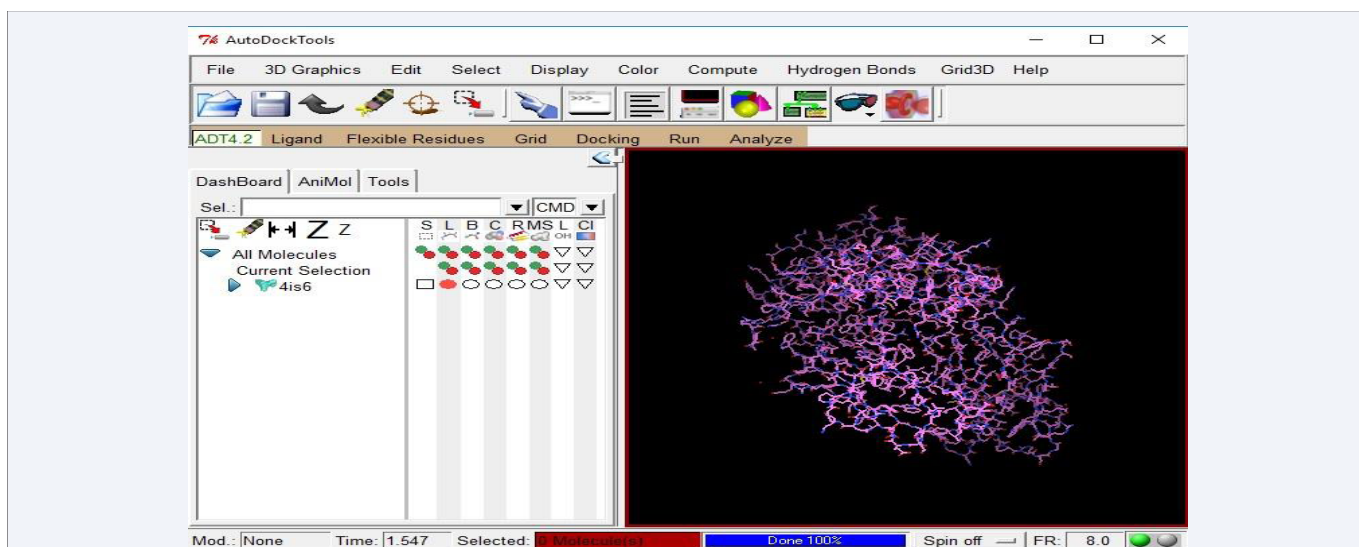 AutoDockTools
File 3D Graphics Edit Select Display Color Compute Hydrogen Bonds Grid3D Help
>>>_
ADT4.2 Ligand Flexible Residues Grid Docking Run Analyze
DashBoard AniMol Tools
Sel.: CMD
Z Z S L B C R MS L Cl
OH
All Molecules
Current Selection
4is6
Mod.: None Time: 1.547 Selected: 0 Molecule(s) Done 100% Spin off FR: 8.0